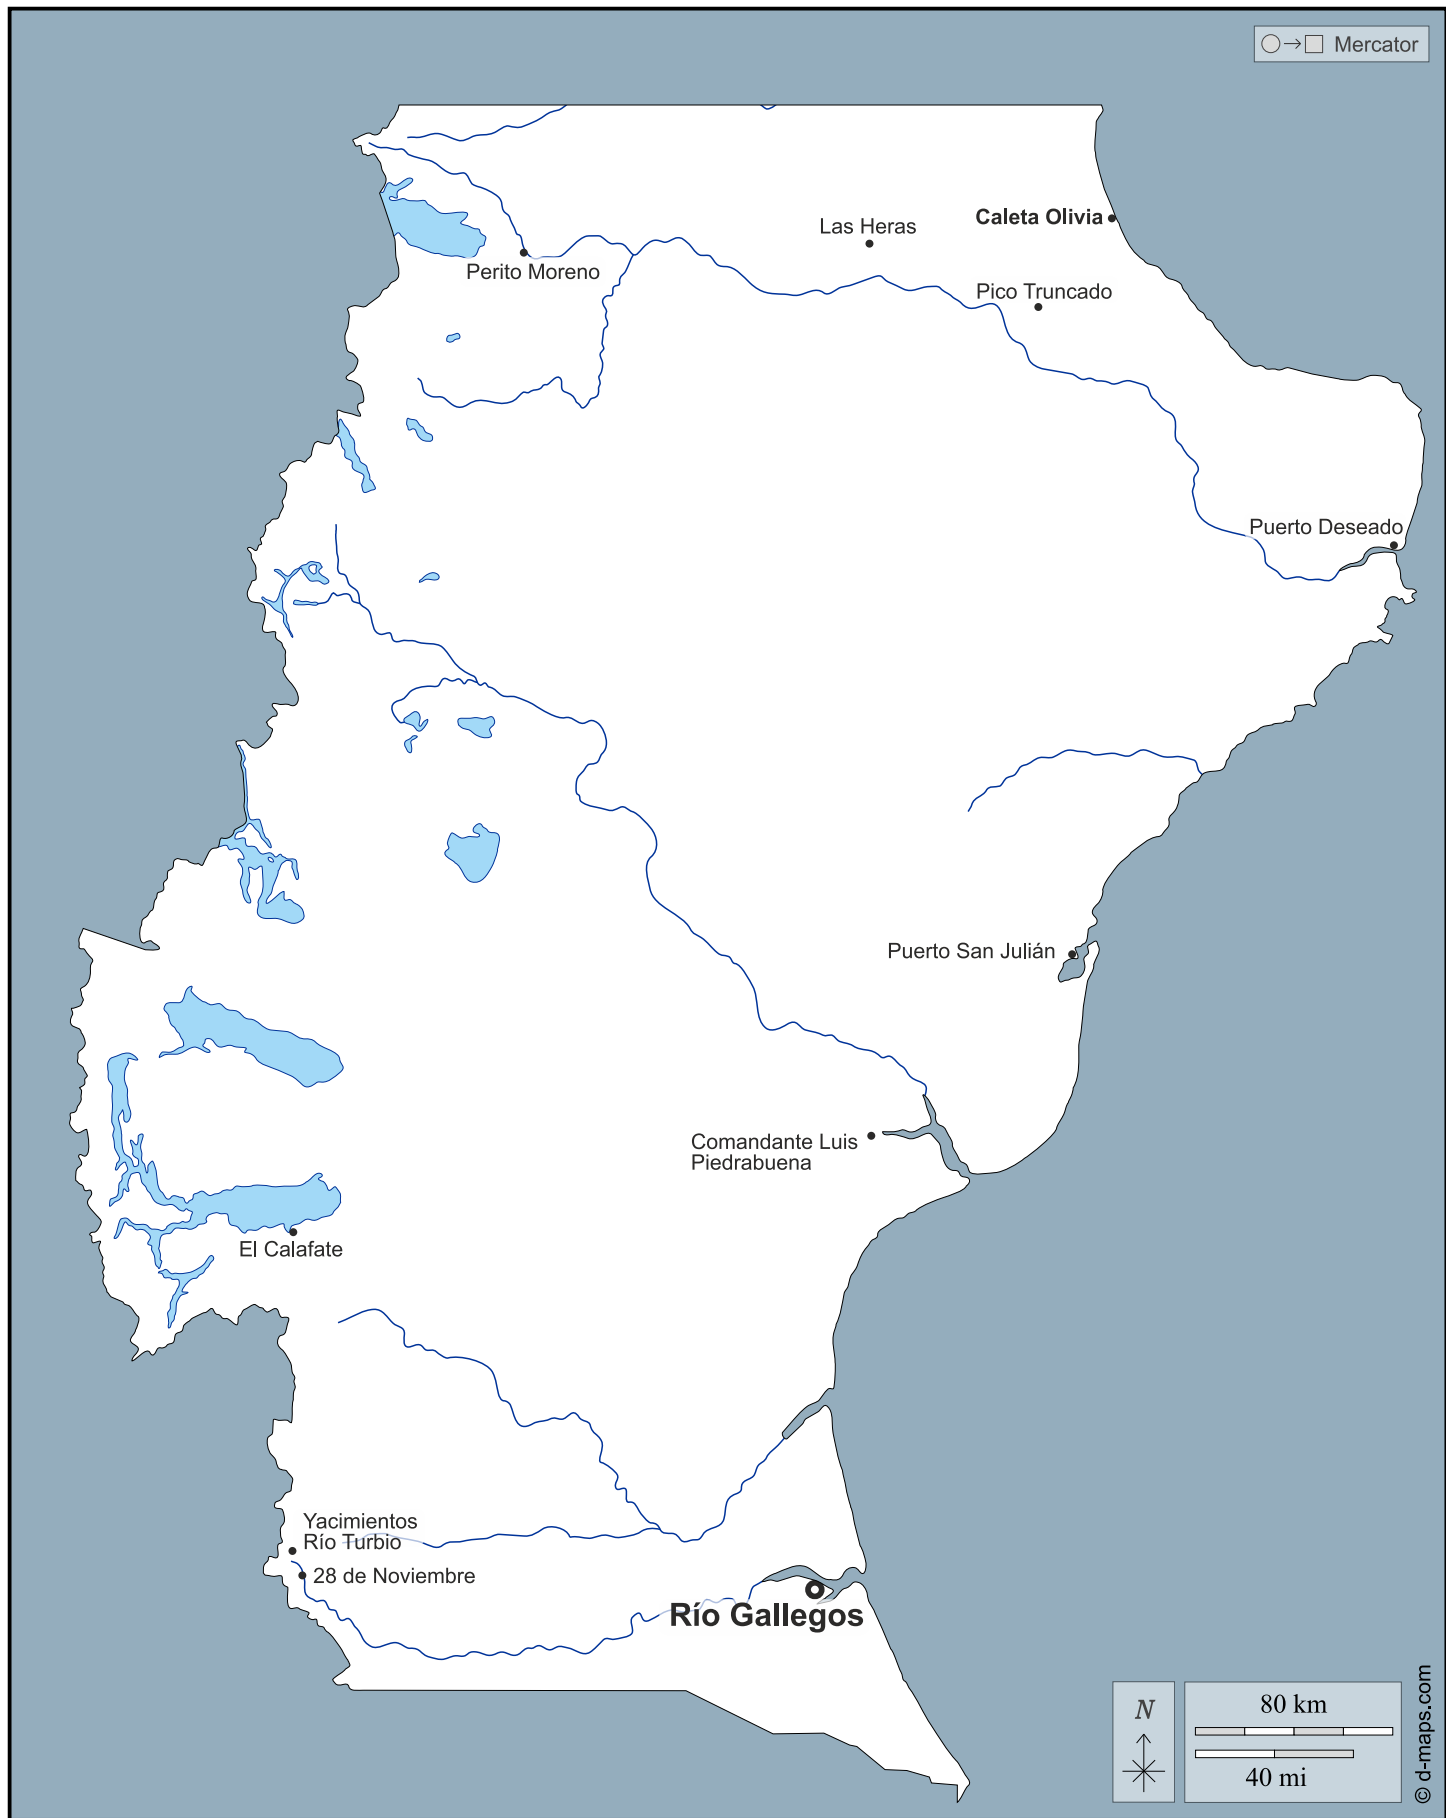 Mercator
Caleta Olivia
Las Heras
Perito Moreno
Pico Truncado
Puerto Deseado
Puerto San Julián
Comandante Luis
Piedrabuena
El Calafate
Yacimientos
Río Turbio
28 de Noviembre
Río Gallegos
N
80 km
40 mi
© d-maps.com